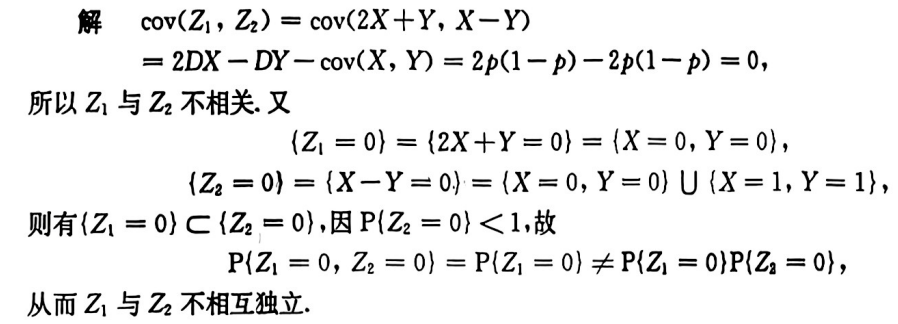 解 cov(Z₁, Z₂) = cov(2X+Y, X−Y)
= 2DX − DY − cov(X, Y) = 2p(1−p) − 2p(1−p) = 0,
所以 Z₁ 与 Z₂ 不相关. 又
{Z₁ = 0} = {2X+Y = 0} = {X = 0, Y = 0},
{Z₂ = 0} = {X−Y = 0} = {X = 0, Y = 0} ∪ {X = 1, Y = 1},
则有{Z₁ = 0} ⊂ {Z₂ = 0}, 因 P{Z₂ = 0} < 1, 故
P{Z₁ = 0, Z₂ = 0} = P{Z₁ = 0} ≠ P{Z₁ = 0}P{Z₂ = 0},
从而 Z₁ 与 Z₂ 不相互独立.